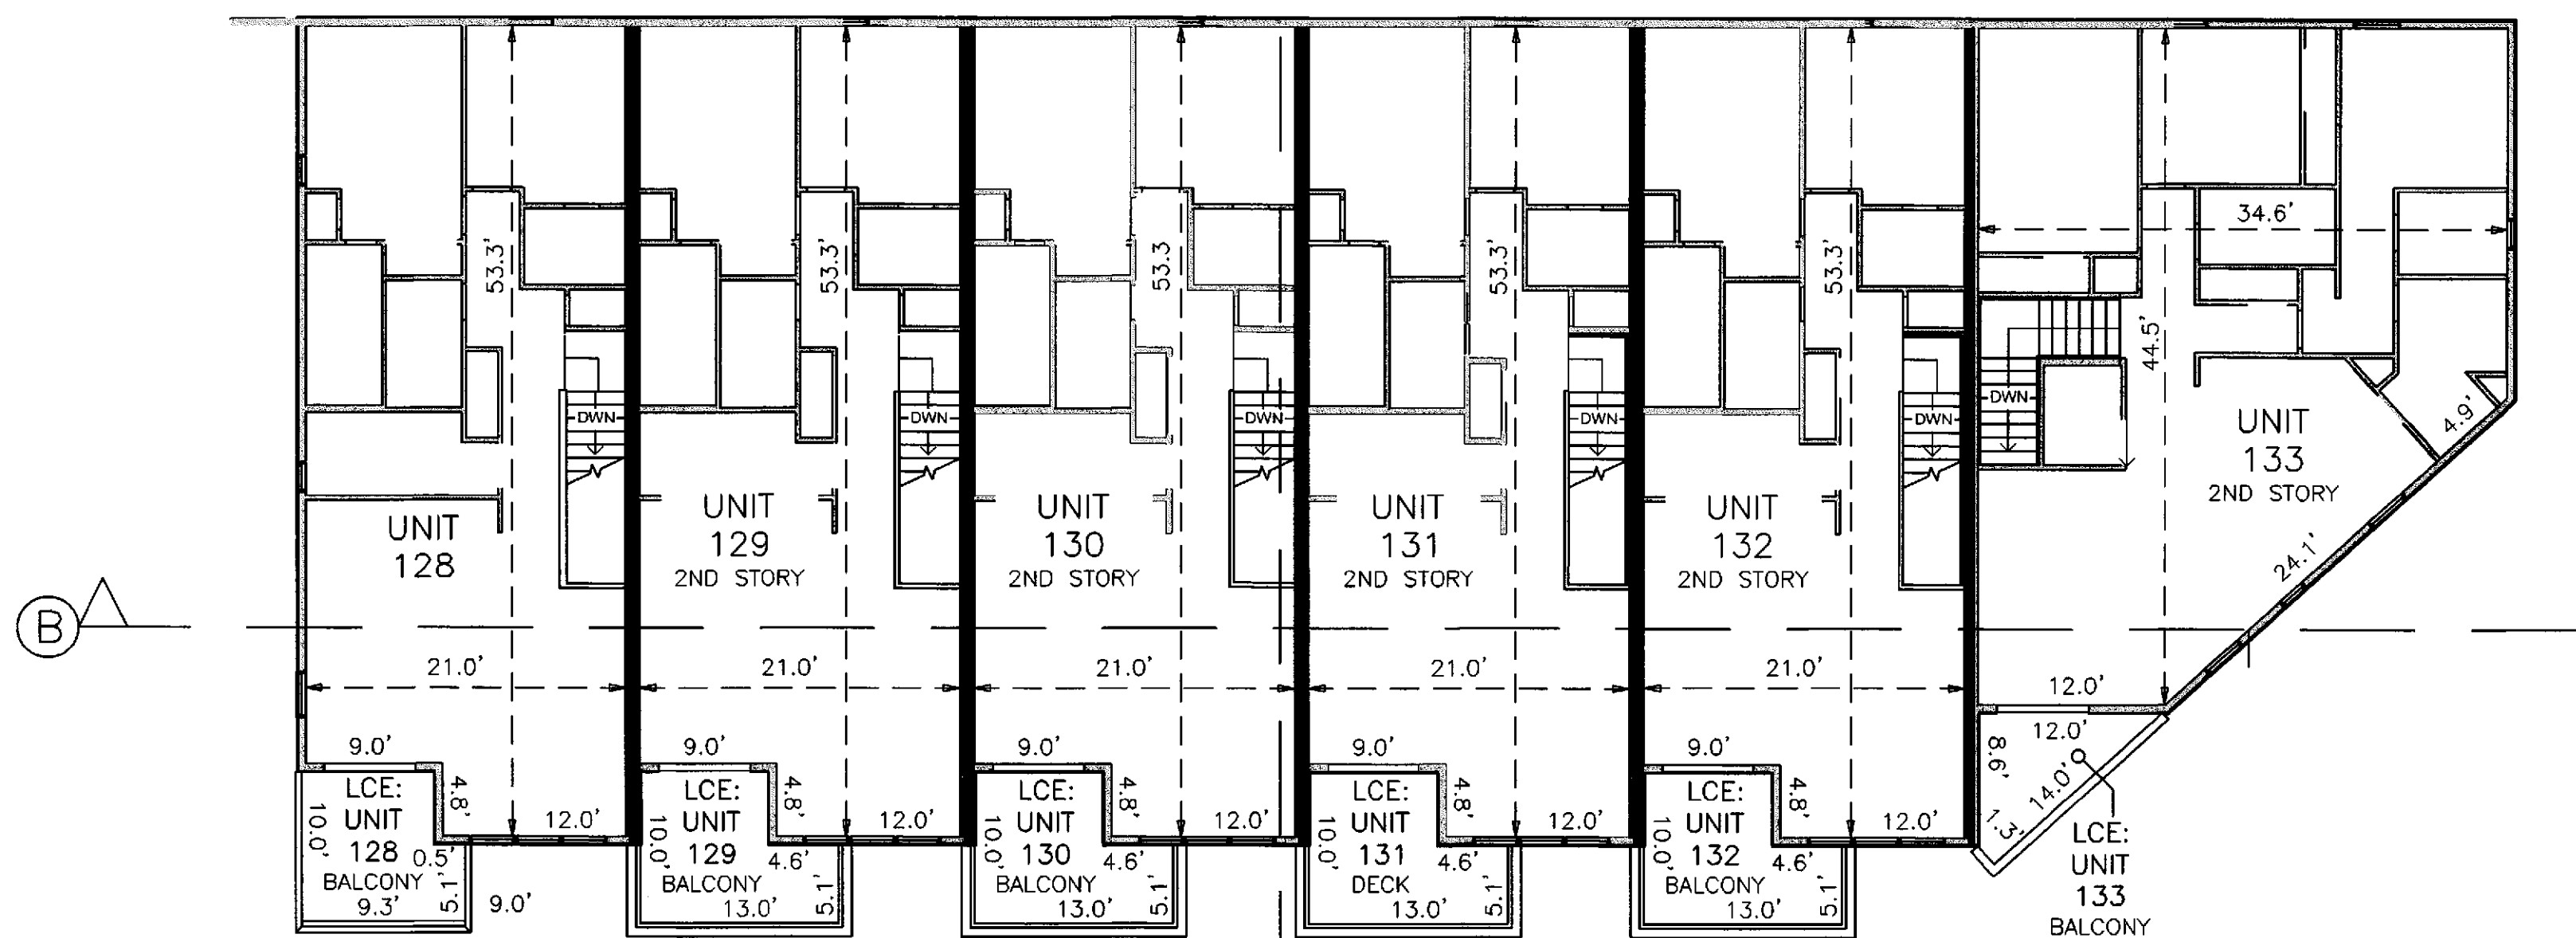 B
53.3'
UNIT
128
21.0'
9.0'
4.8'
12.0'
LCE:
UNIT
128
BALCONY
10.0'
0.5'
5.1'
9.3'
9.0'
53.3'
DWN
UNIT
129
2ND STORY
21.0'
9.0'
4.8'
12.0'
LCE:
UNIT
129
BALCONY
10.0'
4.6'
5.1'
13.0'
53.3
DWN
UNIT
130
2ND STORY
21.0'
9.0'
4.8'
12.0'
LCE:
UNIT
130
BALCONY
10.0'
4.6'
5.1'
13.0'
53.3'
DWN
UNIT
131
2ND STORY
21.0'
9.0'
4.8'
12.0'
LCE:
UNIT
131
DECK
10.0'
4.6'
5.1'
13.0'
53.3'
DWN
UNIT
132
2ND STORY
21.0'
9.0'
4.8'
12.0'
LCE:
UNIT
132
BALCONY
10.0'
4.6'
5.1'
13.0'
DWN
34.6'
44.5'
DWN
UNIT
133
2ND STORY
4.9'
24.1'
12.0'
12.0'
8.6'
14.0'
1.3'
LCE:
UNIT
133
BALCONY